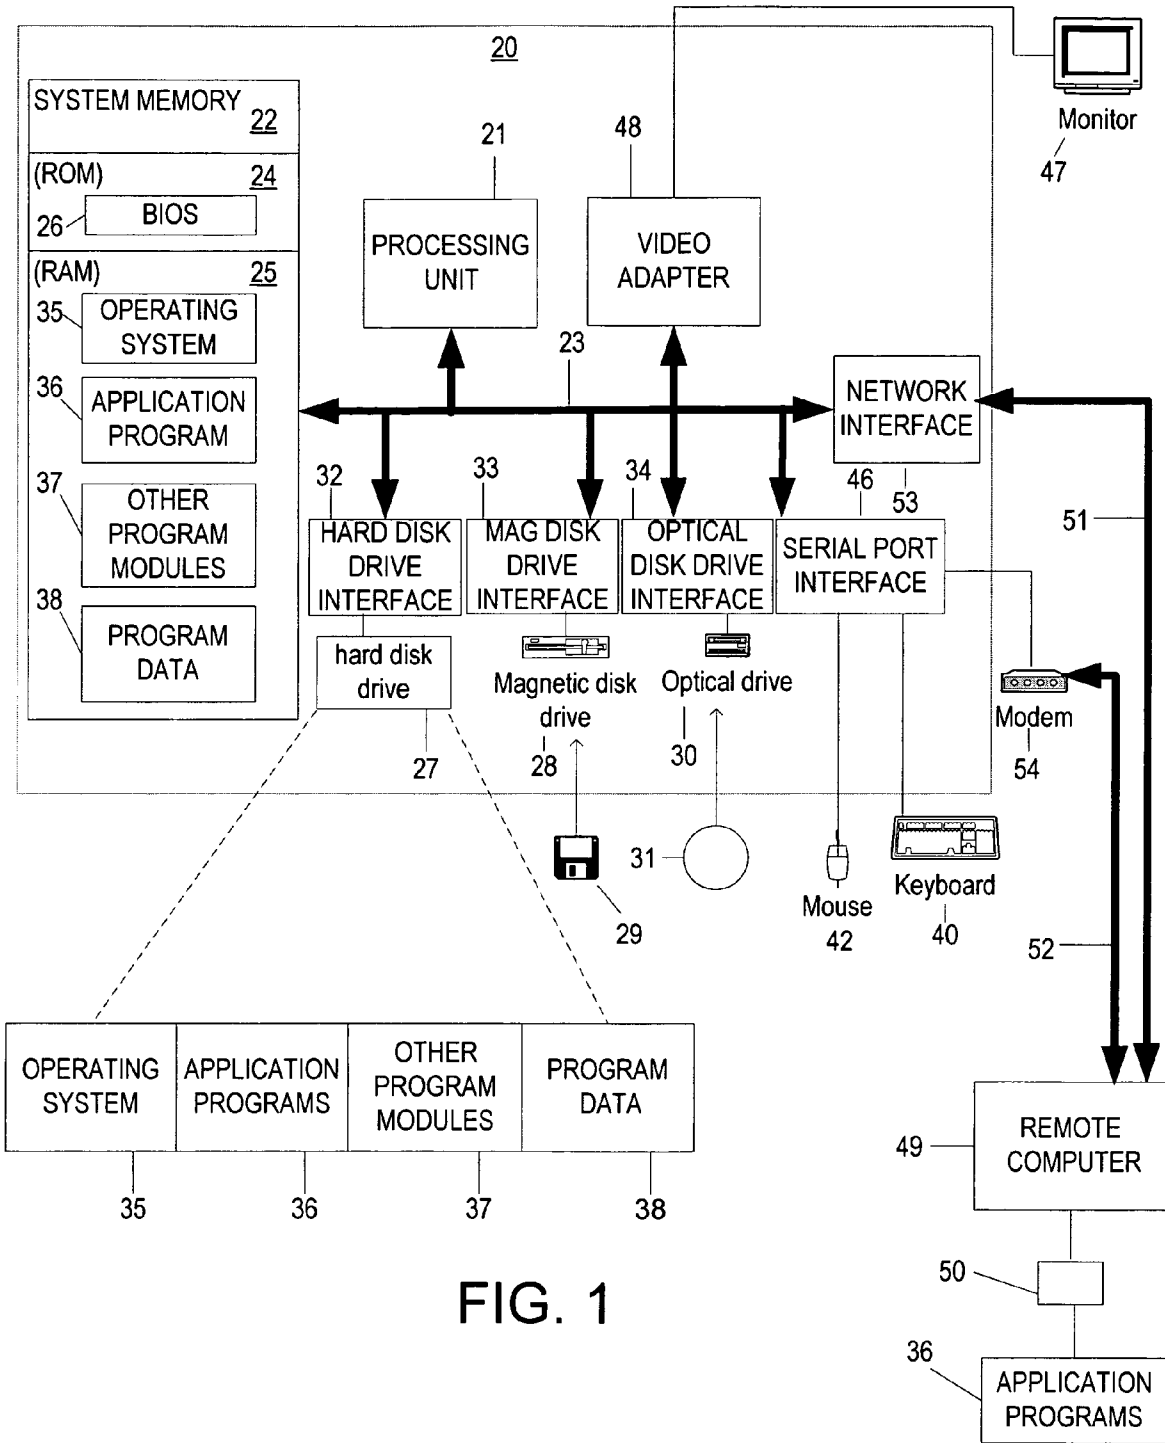 20
SYSTEM MEMORY
22
(ROM)
24
26
BIOS
(RAM)
25
35
OPERATING
SYSTEM
36
APPLICATION
PROGRAM
37
OTHER
PROGRAM
MODULES
38
PROGRAM
DATA
21
PROCESSING
UNIT
48
VIDEO
ADAPTER
Monitor
47
23
NETWORK
INTERFACE
53
32
HARD DISK
DRIVE
INTERFACE
33
MAG DISK
DRIVE
INTERFACE
34
OPTICAL
DISK DRIVE
INTERFACE
46
SERIAL PORT
INTERFACE
51
hard disk
drive
27
Magnetic disk
drive
28
Optical drive
30
Modem
54
29
31
Mouse
42
Keyboard
40
52
OPERATING
SYSTEM
APPLICATION
PROGRAMS
OTHER
PROGRAM
MODULES
PROGRAM
DATA
35
36
37
38
49
REMOTE
COMPUTER
50
36
APPLICATION
PROGRAMS
FIG. 1